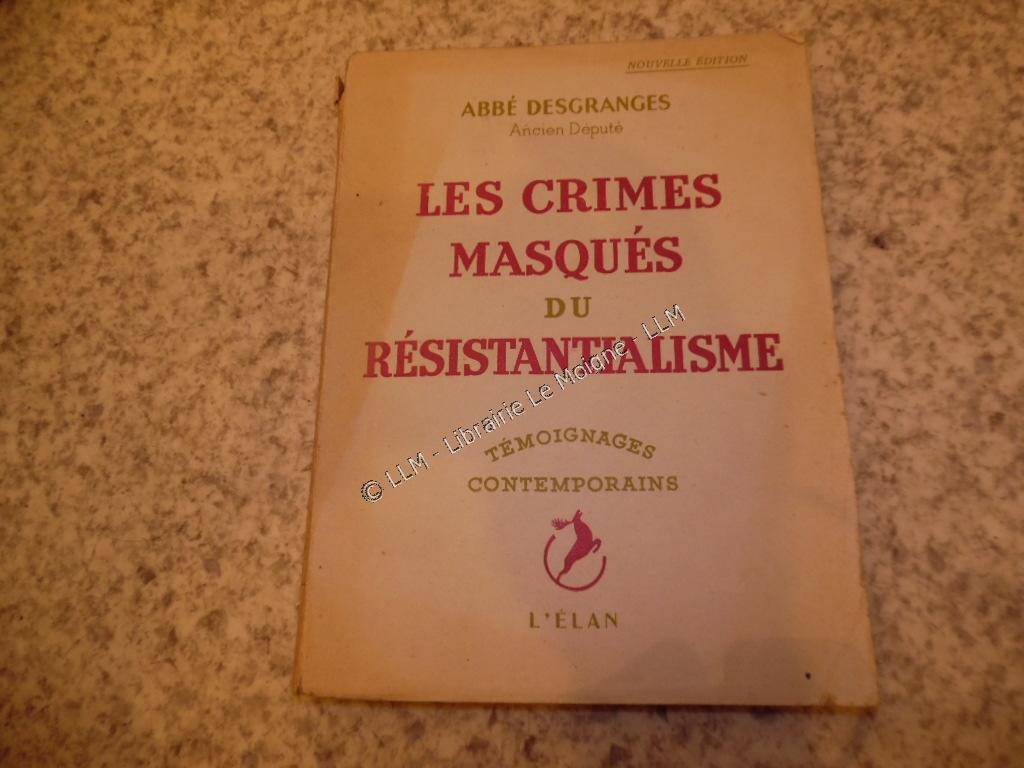 NOUVELLE ÉDITION
ABBÉ DESGRANGES
Ancien Député
LES CRIMES
MASQUÉS
DU
RÉSISTANTIALISME
© LLM - Librairie Le Moigne - LLM
TÉMOIGNAGES
CONTEMPORAINS
L'ÉLAN